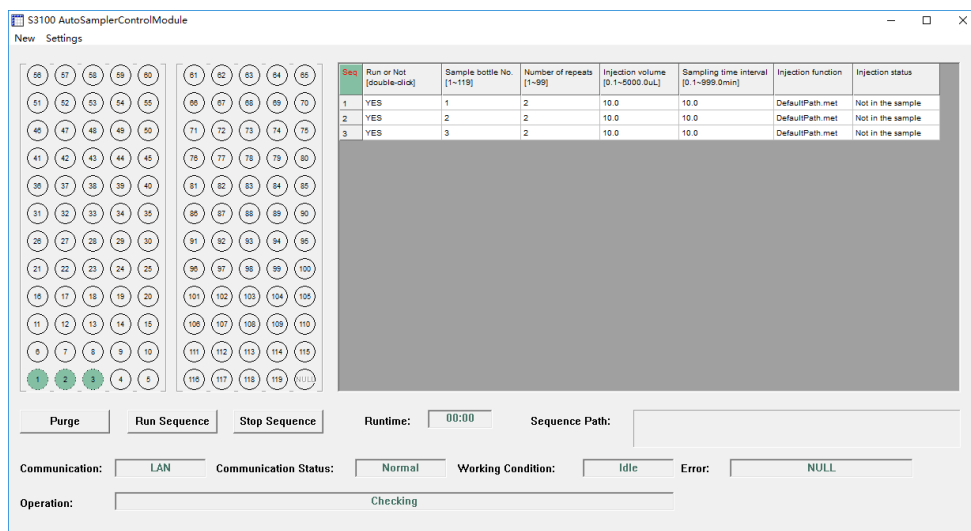 S3100 AutoSamplerControlModule
New Settings
56 57 58 59 60 61 62 63 64 65
51 52 53 54 55 66 67 68 69 70
46 47 48 49 50 71 72 73 74 75
41 42 43 44 45 76 77 78 79 80
36 37 38 39 40 81 82 83 84 85
31 32 33 34 35 86 87 88 89 90
26 27 28 29 30 91 92 93 94 95
21 22 23 24 25 96 97 98 99 100
16 17 18 19 20 101 102 103 104 105
11 12 13 14 15 106 107 108 109 110
6 7 8 9 10 111 112 113 114 115
1 2 3 4 5 116 117 118 119 NULL
Seq Run or Not Sample bottle No. Number of repeats Injection volume Sampling time interval Injection function Injection status
[double-click] [1~119] [1~99] [0.1~5000.0uL] [0.1~999.0min]
1 YES 1 2 10.0 10.0 DefaultPath.met Not in the sample
2 YES 2 2 10.0 10.0 DefaultPath.met Not in the sample
3 YES 3 2 10.0 10.0 DefaultPath.met Not in the sample
Purge Run Sequence Stop Sequence Runtime: 00:00 Sequence Path:
Communication: LAN Communication Status: Normal Working Condition: Idle Error: NULL
Operation: Checking